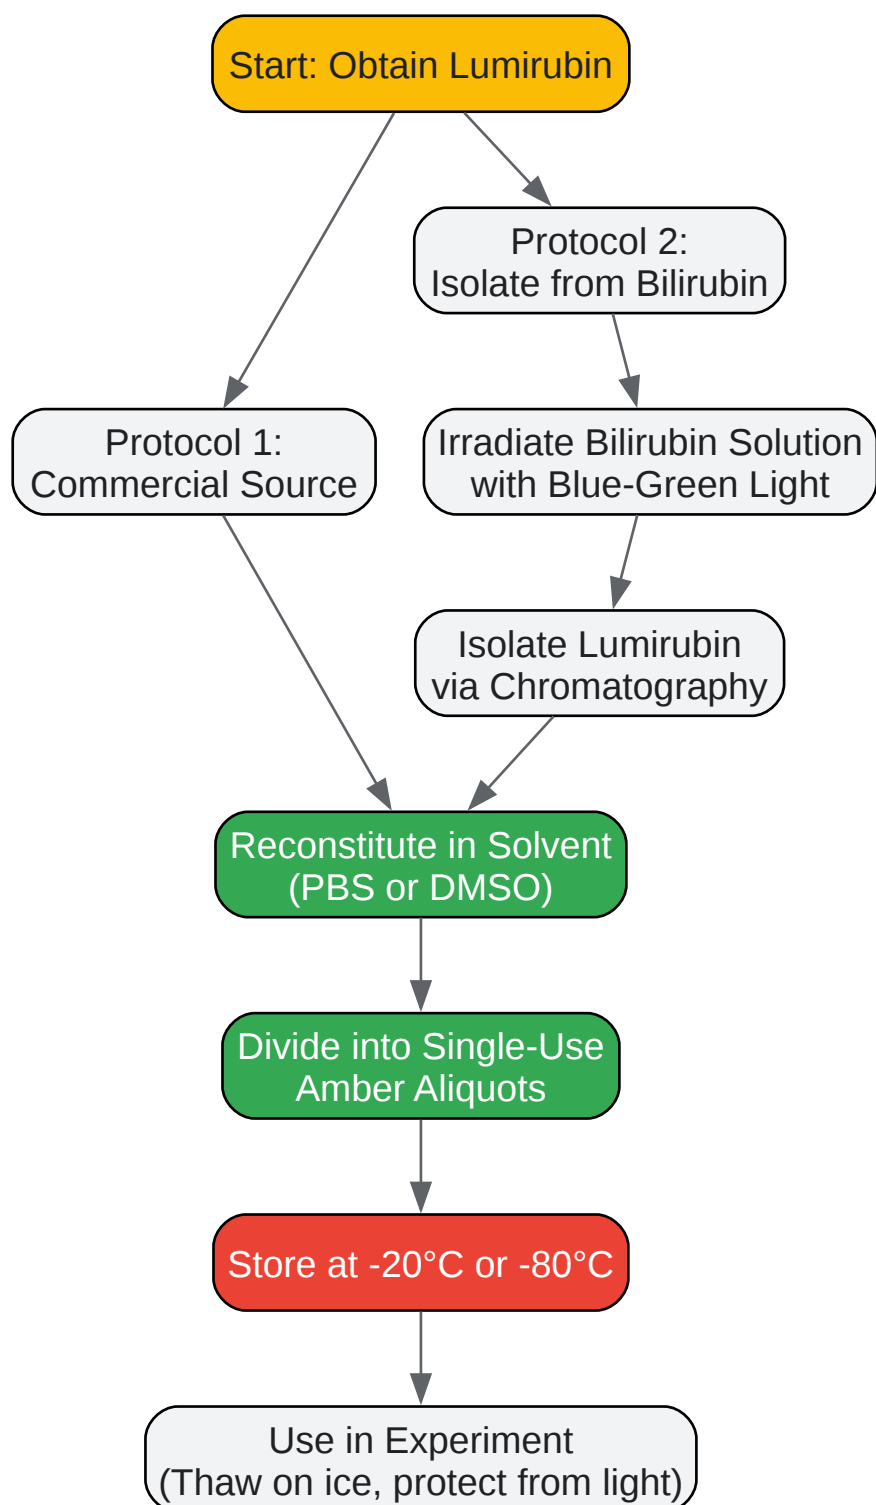 Start: Obtain Lumirubin
Protocol 2:
Isolate from Bilirubin
Protocol 1:
Commercial Source
Irradiate Bilirubin Solution
with Blue-Green Light
Isolate Lumirubin
via Chromatography
Reconstitute in Solvent
(PBS or DMSO)
Divide into Single-Use
Amber Aliquots
Store at -20°C or -80°C
Use in Experiment
(Thaw on ice, protect from light)